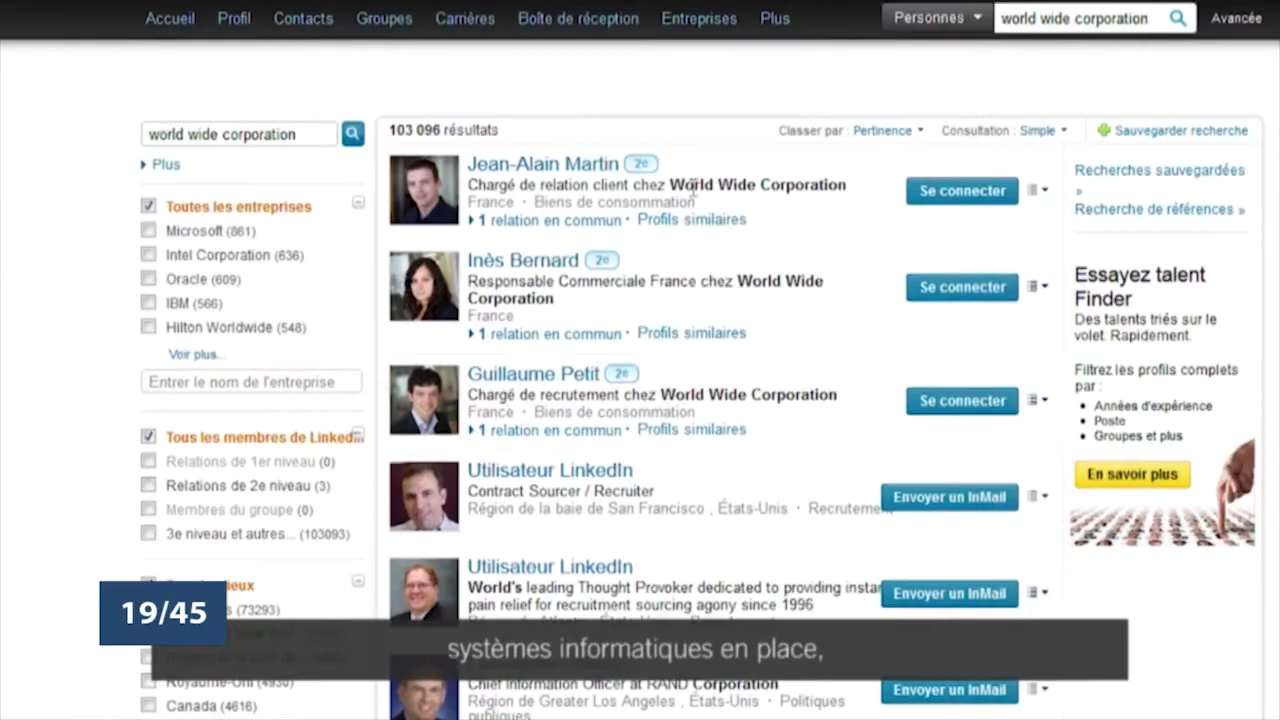 Accueil Profil Contacts Groupes Carrières Boîte de réception Entreprises Plus
Personnes world wide corporation Avancée
world wide corporation
Plus
Toutes les entreprises
Microsoft (861)
Intel Corporation (636)
Oracle (609)
IBM (566)
Hilton Worldwide (548)
Voir plus...
Entrer le nom de l'entreprise
Tous les membres de Linked...
Relations de 1er niveau (0)
Relations de 2e niveau (3)
Membres du groupe (0)
3e niveau et autres... (103093)
(73293)
Royaume-Uni (4930)
Canada (4616)
103 096 résultats
Classer par : Pertinence Consultation : Simple Sauvegarder recherche
Jean-Alain Martin 2e
Chargé de relation client chez World Wide Corporation
France · Biens de consommation
1 relation en commun · Profils similaires
Se connecter
Inès Bernard 2e
Responsable Commerciale France chez World Wide
Corporation
France
1 relation en commun · Profils similaires
Se connecter
Guillaume Petit 2e
Chargé de recrutement chez World Wide Corporation
France · Biens de consommation
1 relation en commun · Profils similaires
Se connecter
Utilisateur LinkedIn
Contract Sourcer / Recruiter
Région de la baie de San Francisco , États-Unis · Recruteme
Envoyer un InMail
Utilisateur LinkedIn
World's leading Thought Provoker dedicated to providing instan
pain relief for recruitment sourcing agony since 1996
Envoyer un InMail
Chief Information Officer at RAND Corporation
Région de Greater Los Angeles , États-Unis · Politiques
publiques
Envoyer un InMail
Recherches sauvegardées
»
Recherche de références »
Essayez talent
Finder
Des talents triés sur le
volet. Rapidement.
Filtrez les profils complets
par :
• Années d'expérience
• Poste
• Groupes et plus
En savoir plus
19/45
systèmes informatiques en place,